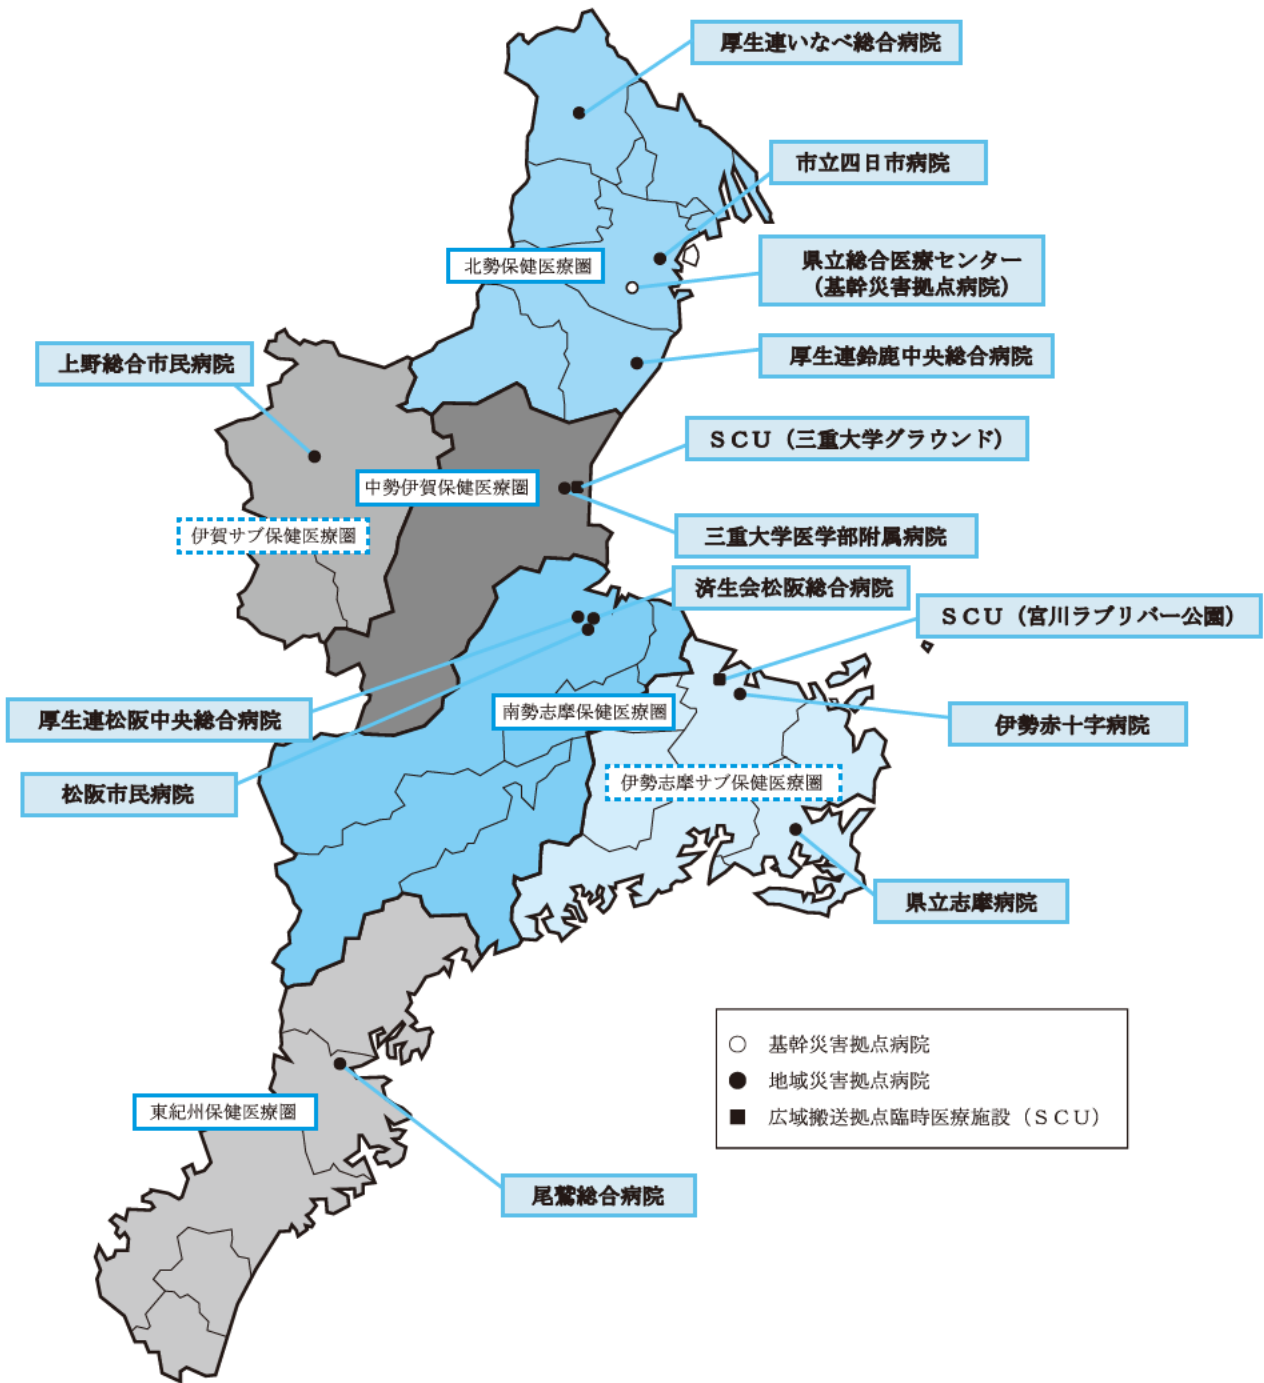 厚生連いなべ総合病院
市立四日市病院
北勢保健医療圏
県立総合医療センター
（基幹災害拠点病院）
厚生連鈴鹿中央総合病院
上野総合市民病院
ＳＣＵ（三重大学グラウンド）
中勢伊賀保健医療圏
三重大学医学部附属病院
伊賀サブ保健医療圏
済生会松阪総合病院
ＳＣＵ（宮川ラブリバー公園）
厚生連松阪中央総合病院
南勢志摩保健医療圏
伊勢赤十字病院
松阪市民病院
伊勢志摩サブ保健医療圏
県立志摩病院
基幹災害拠点病院
地域災害拠点病院
広域搬送拠点臨時医療施設（ＳＣＵ）
東紀州保健医療圏
尾鷲総合病院